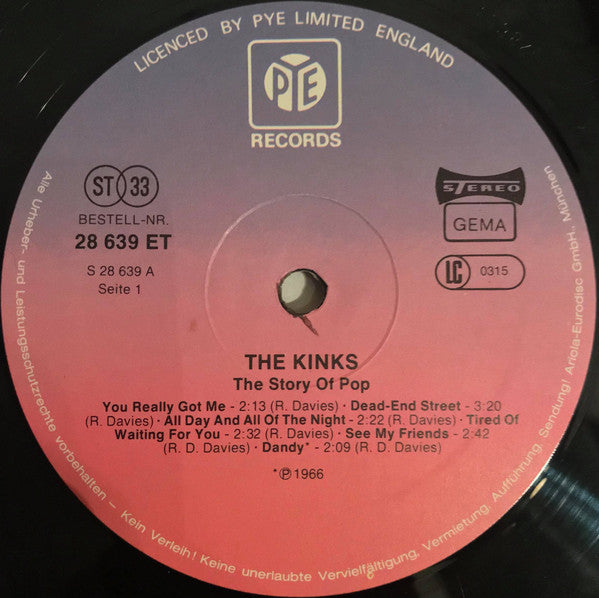 LICENCED BY PYE LIMITED ENGLAND
PYE
RECORDS
ST 33
BESTELL-NR.
28 639 ET
S 28 639 A
Seite 1
STEREO
GEMA
LC 0315
THE KINKS
The Story Of Pop
You Really Got Me - 2:13 (R. Davies) · Dead-End Street - 3:20
(R. Davies) · All Day And All Of The Night - 2:22 (R. Davies) · Tired Of
Waiting For You - 2:32 (R. Davies) · See My Friends - 2:42
(R. D. Davies) · Dandy* - 2:09 (R. D. Davies)
*℗1966
Alle Urheber- und Leistungsschutzrechte vorbehalten – Kein Verleih! Keine unerlaubte Vervielfältigung, Vermietung, Aufführung, Sendung! Ariola-Eurodisc GmbH., München